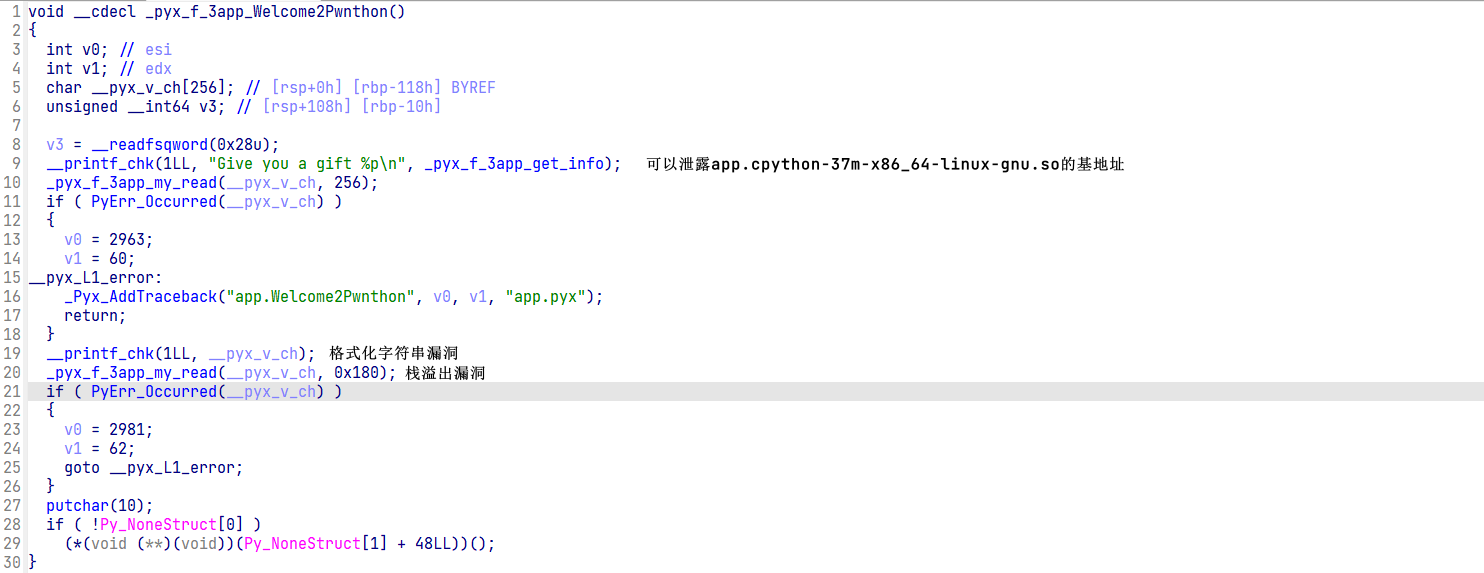 1 void __cdecl _pyx_f_3app_Welcome2Pwnthon()
2 {
3 int v0; // esi
4 int v1; // edx
5 char __pyx_v_ch[256]; // [rsp+0h] [rbp-118h] BYREF
6 unsigned __int64 v3; // [rsp+108h] [rbp-10h]
7
8 v3 = __readfsqword(0x28u);
9 __printf_chk(1LL, "Give you a gift %p\n", _pyx_f_3app_get_info); 可以泄露app.cpython-37m-x86_64-linux-gnu.so的基地址
10 _pyx_f_3app_my_read(__pyx_v_ch, 256);
11 if ( PyErr_Occurred(__pyx_v_ch) )
12 {
13 v0 = 2963;
14 v1 = 60;
15 __pyx_L1_error:
16 _Pyx_AddTraceback("app.Welcome2Pwnthon", v0, v1, "app.pyx");
17 return;
18 }
19 __printf_chk(1LL, __pyx_v_ch); 格式化字符串漏洞
20 _pyx_f_3app_my_read(__pyx_v_ch, 0x180); 栈溢出漏洞
21 if ( PyErr_Occurred(__pyx_v_ch) )
22 {
23 v0 = 2981;
24 v1 = 62;
25 goto __pyx_L1_error;
26 }
27 putchar(10);
28 if ( !Py_NoneStruct[0] )
29 (*(void (**)(void))(Py_NoneStruct[1] + 48LL))();
30 }